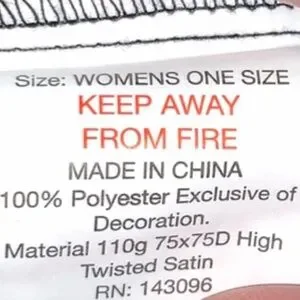 Size: WOMENS ONE SIZE
KEEP AWAY
FROM FIRE
MADE IN CHINA
100% Polyester Exclusive of
Decoration.
Material 110g 75x75D High
Twisted Satin
RN: 143096